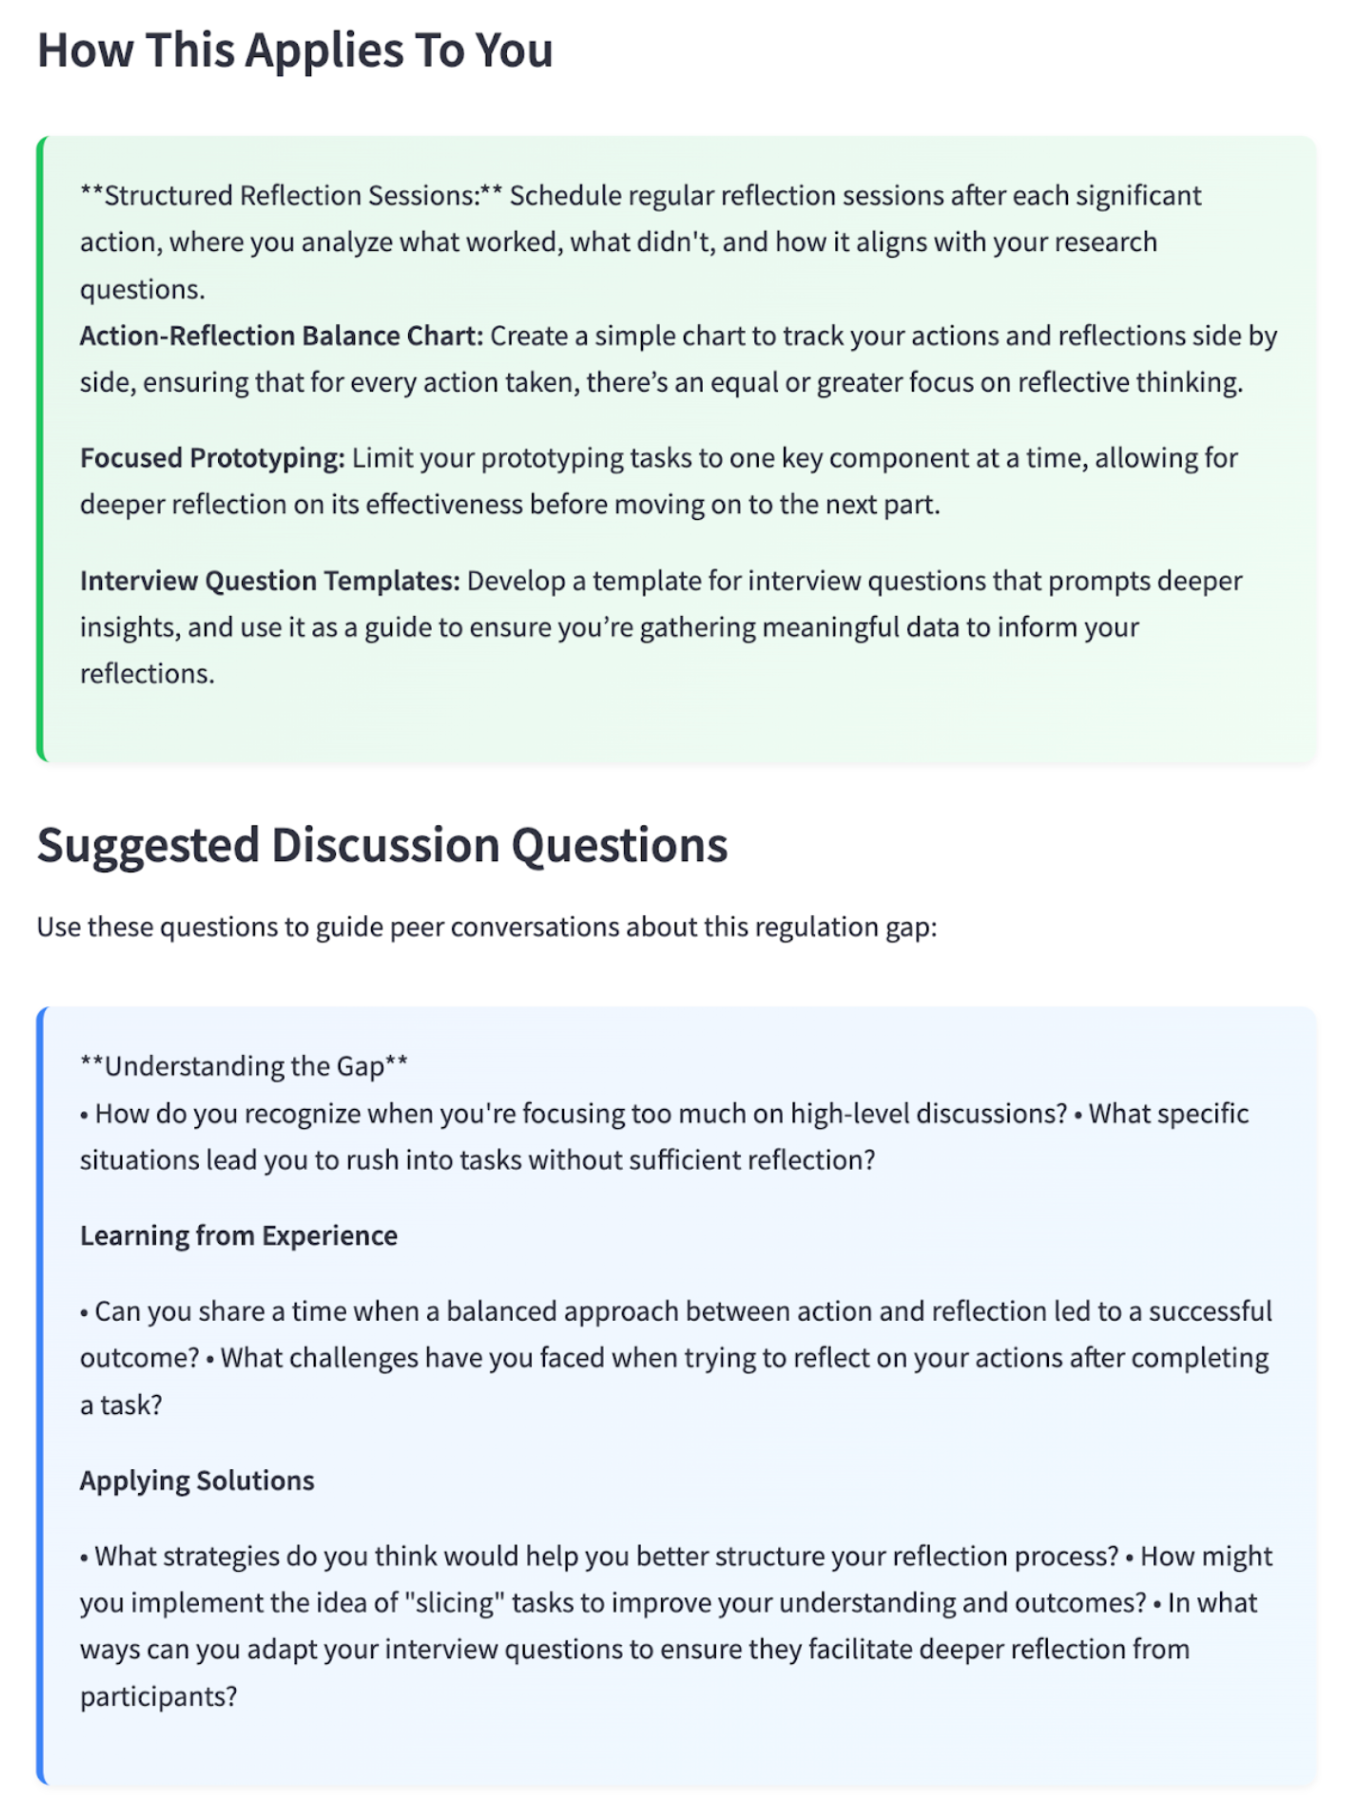 How This Applies To You
**Structured Reflection Sessions:** Schedule regular reflection sessions after each significant
action, where you analyze what worked, what didn't, and how it aligns with your research
questions.
Action-Reflection Balance Chart: Create a simple chart to track your actions and reflections side by
side, ensuring that for every action taken, there’s an equal or greater focus on reflective thinking.
Focused Prototyping: Limit your prototyping tasks to one key component at a time, allowing for
deeper reflection on its effectiveness before moving on to the next part.
Interview Question Templates: Develop a template for interview questions that prompts deeper
insights, and use it as a guide to ensure you’re gathering meaningful data to inform your
reflections.
Suggested Discussion Questions
Use these questions to guide peer conversations about this regulation gap:
**Understanding the Gap**
• How do you recognize when you're focusing too much on high-level discussions? • What specific
situations lead you to rush into tasks without sufficient reflection?
Learning from Experience
• Can you share a time when a balanced approach between action and reflection led to a successful
outcome? • What challenges have you faced when trying to reflect on your actions after completing
a task?
Applying Solutions
• What strategies do you think would help you better structure your reflection process? • How might
you implement the idea of "slicing" tasks to improve your understanding and outcomes? • In what
ways can you adapt your interview questions to ensure they facilitate deeper reflection from
participants?